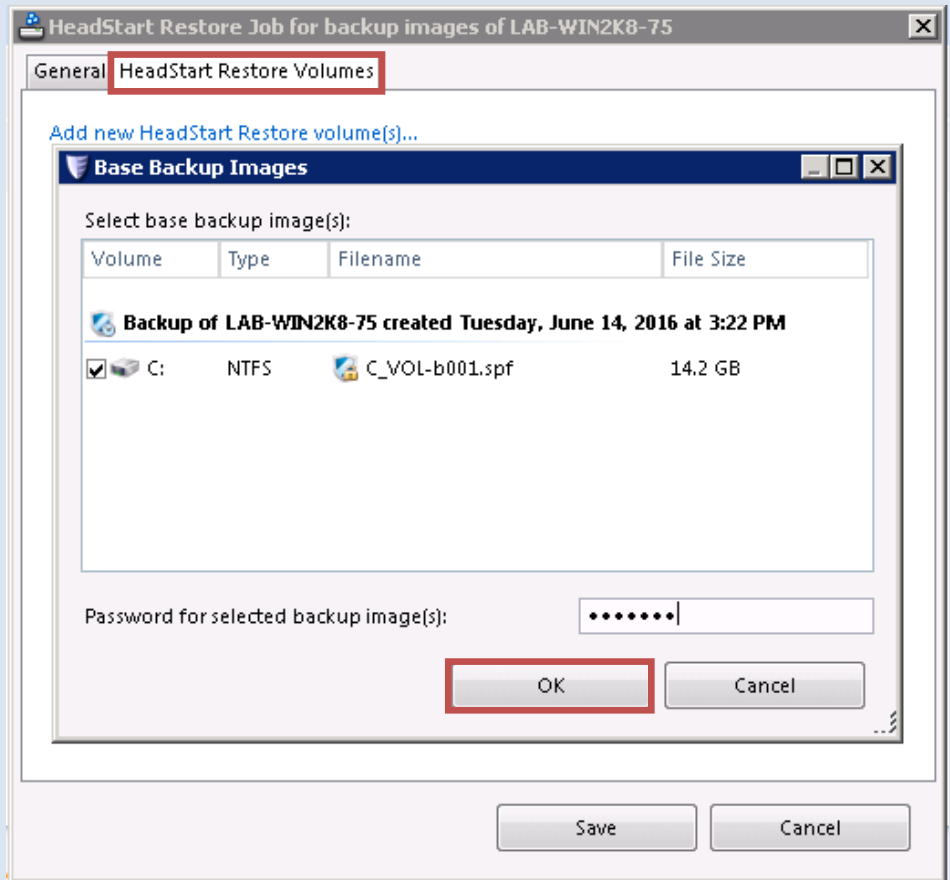 HeadStart Restore Job for backup images of LAB-WIN2K8-75
General HeadStart Restore Volumes
Add new HeadStart Restore volume(s)...
Base Backup Images
Select base backup image(s):
Volume Type Filename File Size
Backup of LAB-WIN2K8-75 created Tuesday, June 14, 2016 at 3:22 PM
C: NTFS C_VOL-b001.spf 14.2 GB
Password for selected backup image(s): •••••••
OK Cancel
Save Cancel